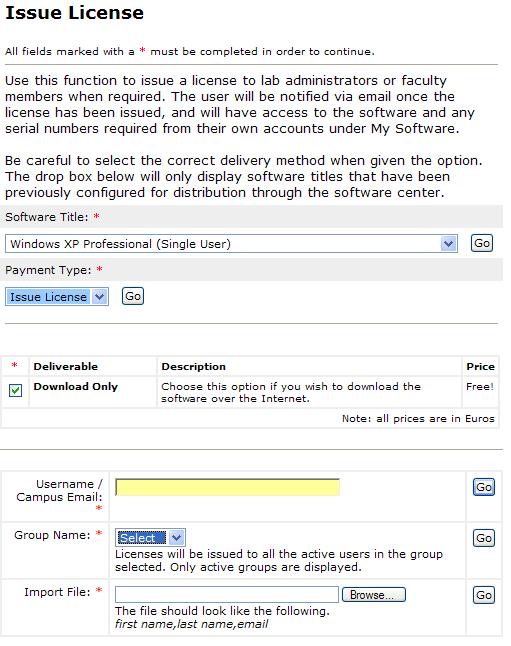 Issue License
All fields marked with a * must be completed in order to continue.
Use this function to issue a license to lab administrators or faculty
members when required. The user will be notified via email once the
license has been issued, and will have access to the software and any
serial numbers required from their own accounts under My Software.
Be careful to select the correct delivery method when given the option.
The drop box below will only display software titles that have been
previously configured for distribution through the software center.
Software Title: *
Windows XP Professional (Single User) Go
Payment Type: *
Issue License Go
* Deliverable Description Price
Download Only Choose this option if you wish to download the Free!
software over the Internet.
Note: all prices are in Euros
Username / Go
Campus Email:
*
Group Name: * Select Go
Licenses will be issued to all the active users in the group
selected. Only active groups are displayed.
Import File: * Browse... Go
The file should look like the following.
first name,last name,email